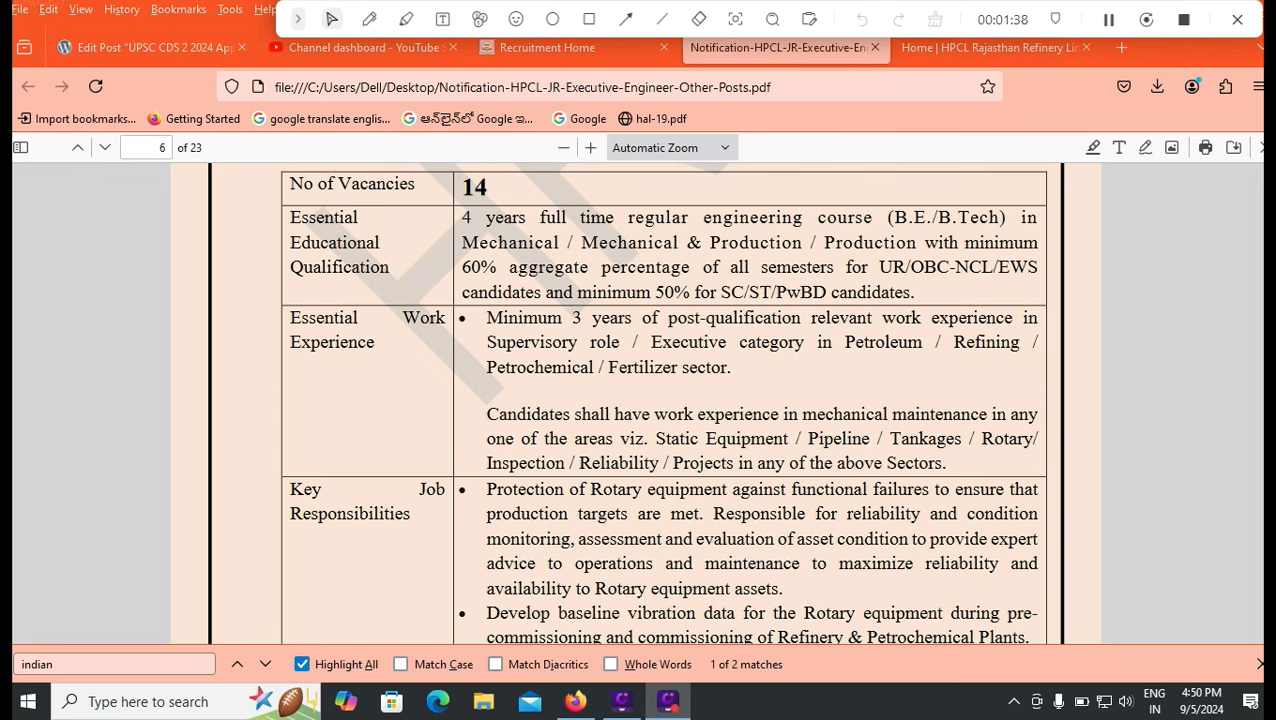 File Edit View History Bookmarks Tools
00:01:38
Edit Post "UPSC CDS 2 2024 App
Channel dashboard - YouTube
Recruitment Home
Notification-HPCL-JR-Executive-En
Home | HPCL Rajasthan Refinery Lin
file:///C:/Users/Dell/Desktop/Notification-HPCL-JR-Executive-Engineer-Other-Posts.pdf
Import bookmarks...
Getting Started
google translate englis...
ఆన్‌లైన్‌లో Google ఇ...
Google
hal-19.pdf
6 of 23
Automatic Zoom
No of Vacancies 14
Essential Educational Qualification
4 years full time regular engineering course (B.E./B.Tech) in
Mechanical / Mechanical & Production / Production with minimum
60% aggregate percentage of all semesters for UR/OBC-NCL/EWS
candidates and minimum 50% for SC/ST/PwBD candidates.
Essential Work Experience
• Minimum 3 years of post-qualification relevant work experience in
Supervisory role / Executive category in Petroleum / Refining /
Petrochemical / Fertilizer sector.
Candidates shall have work experience in mechanical maintenance in any
one of the areas viz. Static Equipment / Pipeline / Tankages / Rotary/
Inspection / Reliability / Projects in any of the above Sectors.
Key Job Responsibilities
• Protection of Rotary equipment against functional failures to ensure that
production targets are met. Responsible for reliability and condition
monitoring, assessment and evaluation of asset condition to provide expert
advice to operations and maintenance to maximize reliability and
availability to Rotary equipment assets.
• Develop baseline vibration data for the Rotary equipment during pre-
commissioning and commissioning of Refinery & Petrochemical Plants.
indian
Highlight All
Match Case
Match Diacritics
Whole Words
1 of 2 matches
Type here to search
ENG
IN
4:50 PM
9/5/2024